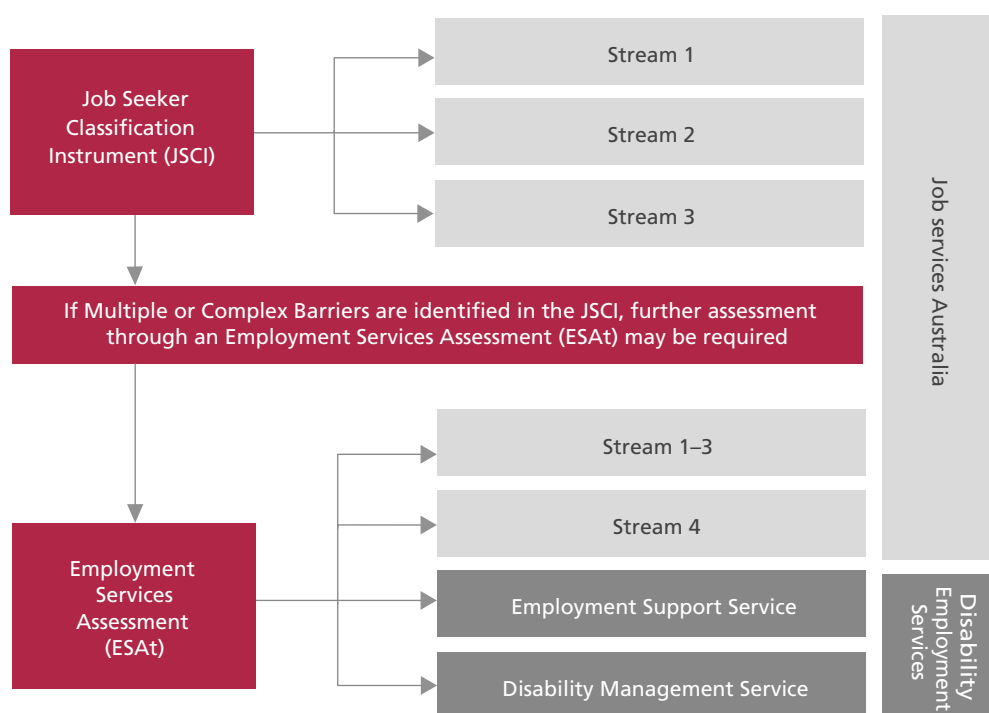 Job Seeker
Classification
Instrument (JSCI)
Stream 1
Stream 2
Stream 3
If Multiple or Complex Barriers are identified in the JSCI, further assessment
through an Employment Services Assessment (ESAt) may be required
Employment
Services
Assessment
(ESAt)
Stream 1–3
Stream 4
Employment Support Service
Disability Management Service
Job services Australia
Disability
Employment
Services